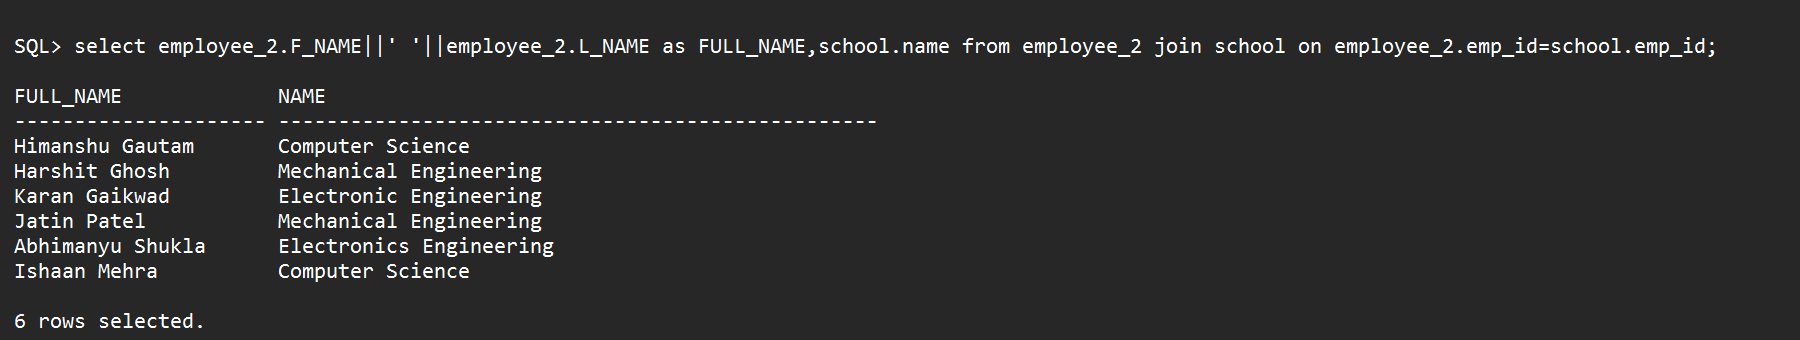 SQL> select employee_2.F_NAME||' '||employee_2.L_NAME as FULL_NAME,school.name from employee_2 join school on employee_2.emp_id=school.emp_id;
FULL_NAME             NAME
--------------------- --------------------------------------------------
Himanshu Gautam       Computer Science
Harshit Ghosh         Mechanical Engineering
Karan Gaikwad         Electronic Engineering
Jatin Patel           Mechanical Engineering
Abhimanyu Shukla      Electronics Engineering
Ishaan Mehra          Computer Science
6 rows selected.